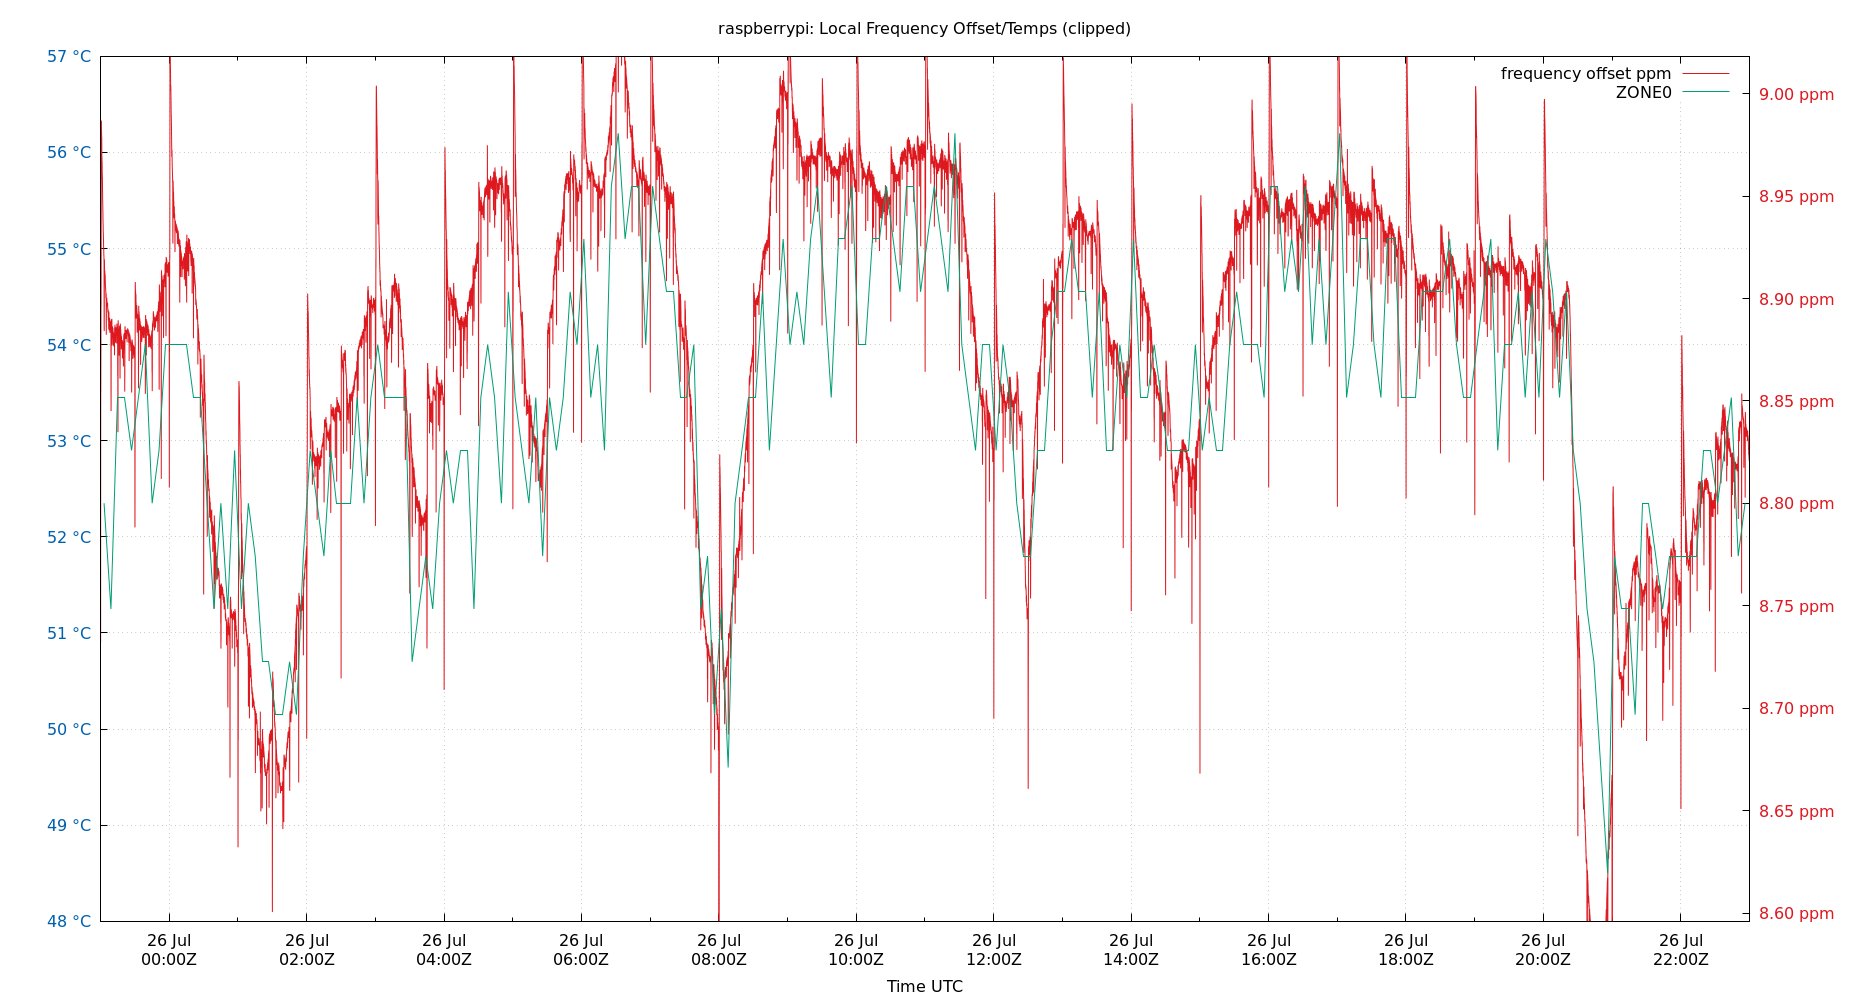 raspberrypi: Local Frequency Offset/Temps (clipped)
frequency offset ppm
ZONE0
57 °C
56 °C
55 °C
54 °C
53 °C
52 °C
51 °C
50 °C
49 °C
48 °C
9.00 ppm
8.95 ppm
8.90 ppm
8.85 ppm
8.80 ppm
8.75 ppm
8.70 ppm
8.65 ppm
8.60 ppm
26 Jul
00:00Z
26 Jul
02:00Z
26 Jul
04:00Z
26 Jul
06:00Z
26 Jul
08:00Z
26 Jul
10:00Z
26 Jul
12:00Z
26 Jul
14:00Z
26 Jul
16:00Z
26 Jul
18:00Z
26 Jul
20:00Z
26 Jul
22:00Z
Time UTC